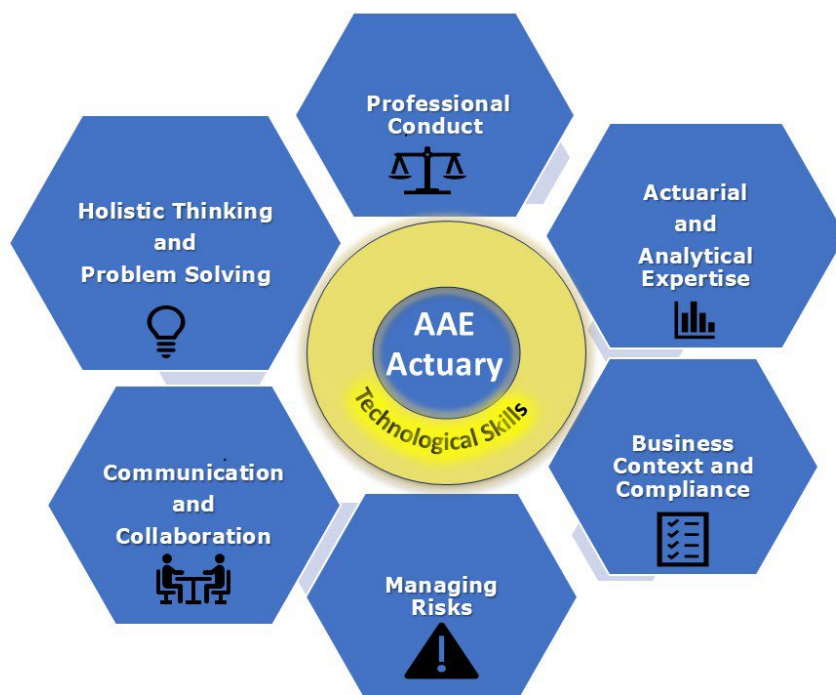 Professional
Conduct
Holistic Thinking
and
Problem Solving
Actuarial
and
Analytical
Expertise
AAE
Actuary
Technological Skills
Communication
and
Collaboration
Business
Context and
Compliance
Managing
Risks